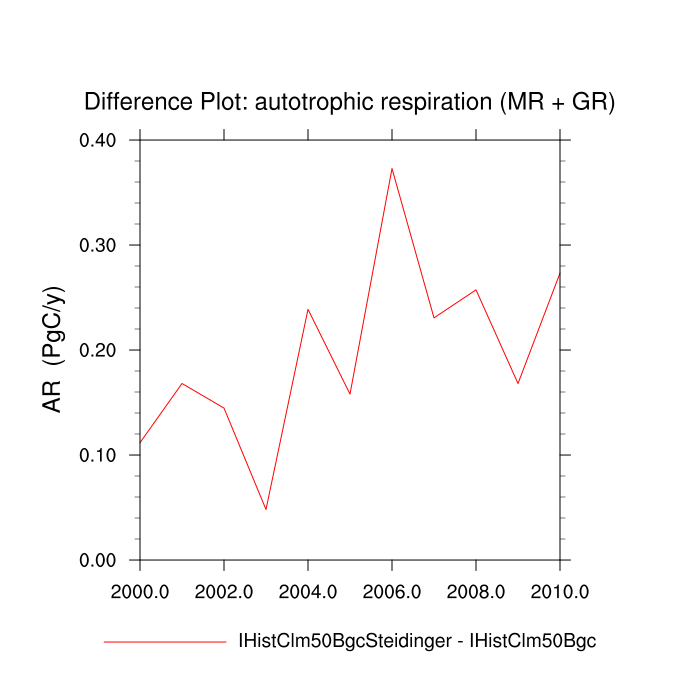 Difference Plot: autotrophic respiration (MR + GR)
0.40
0.30
0.20
0.10
0.00
AR (PgC/y)
2000.0 2002.0 2004.0 2006.0 2008.0 2010.0
IHistClm50BgcSteidinger - IHistClm50Bgc